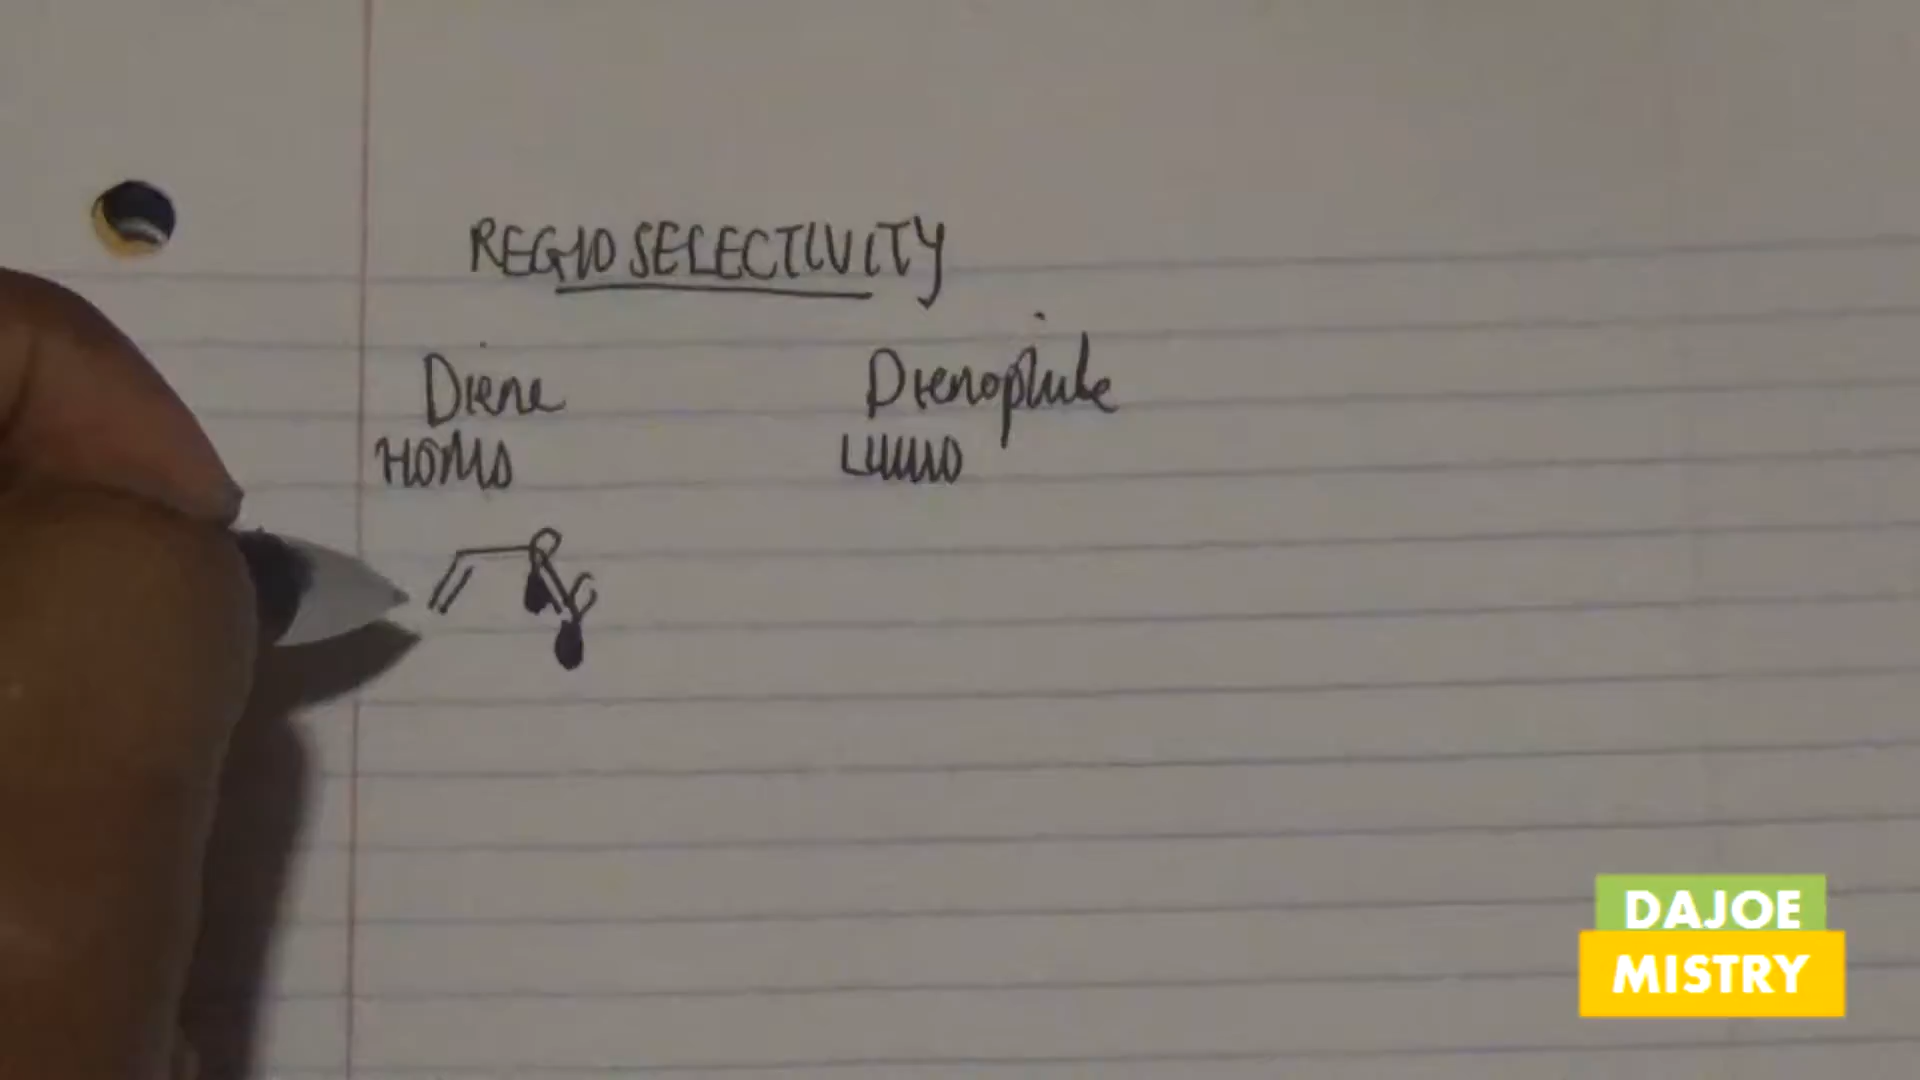 REGIOSELECTIVITY
Diene Dienophile
HOMO LUMO
DAJOE
MISTRY